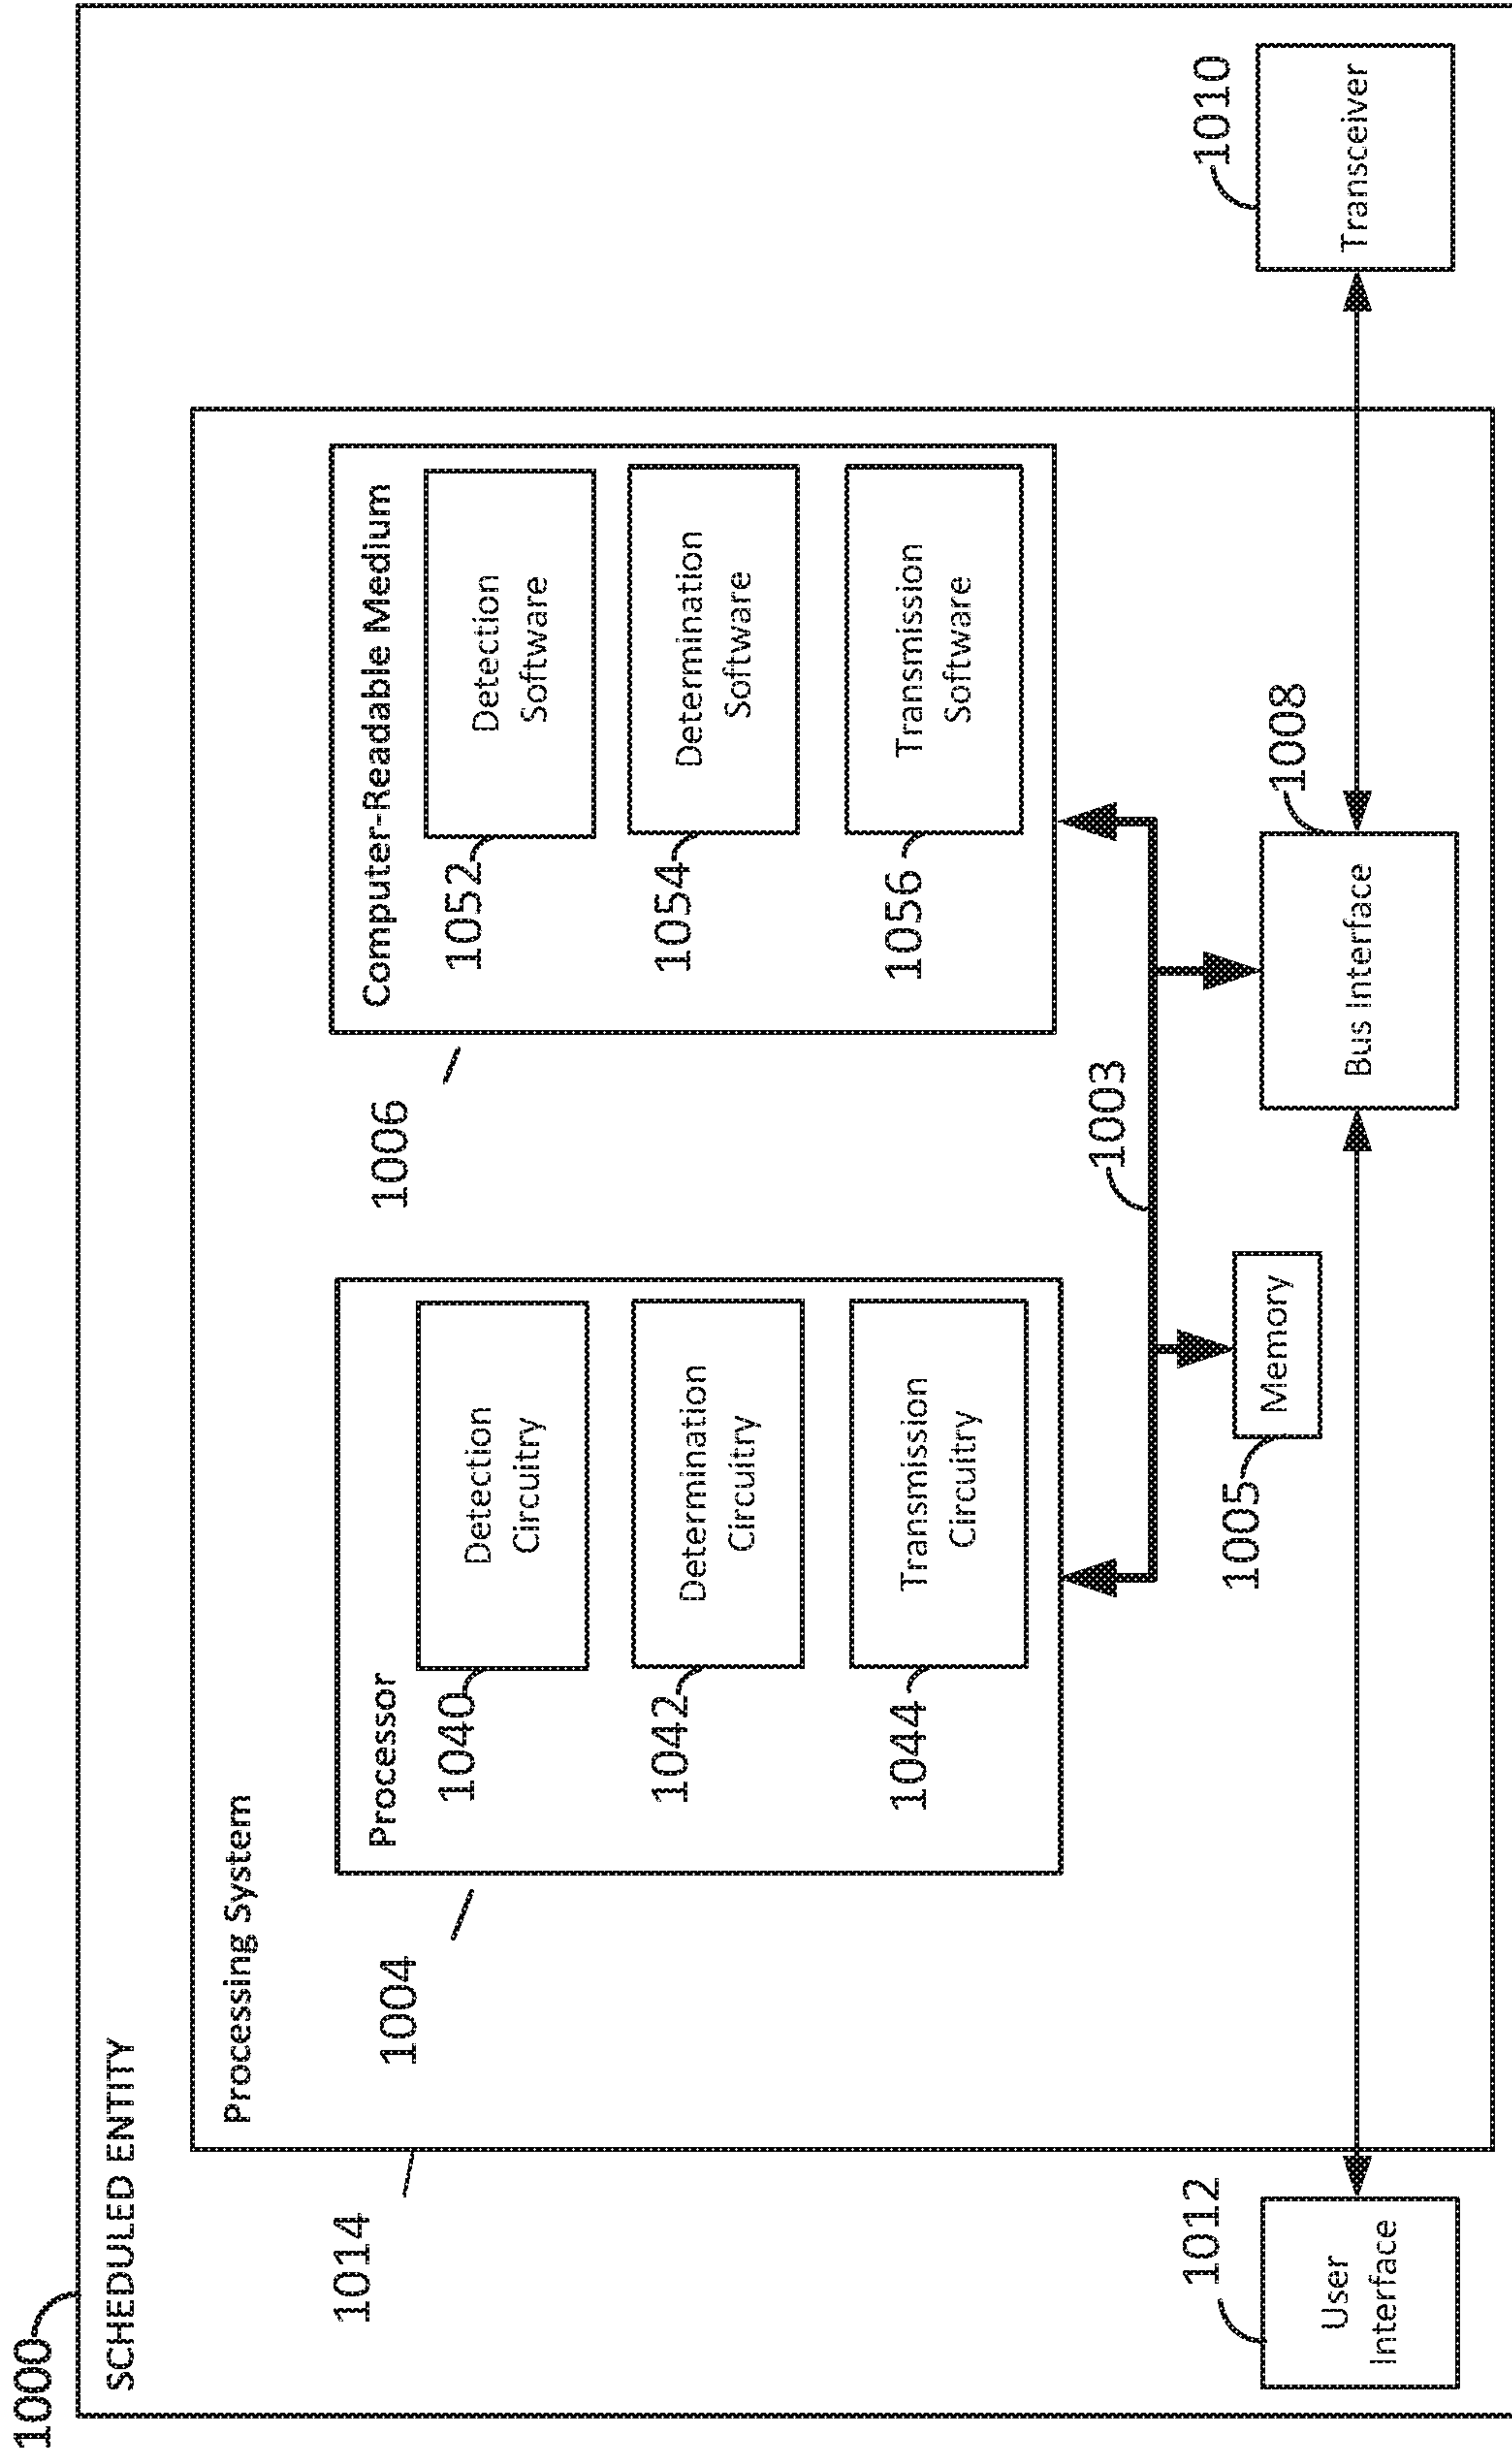 1000
SCHEDULED ENTITY
1014
Processing System
1004
Processor
1040
Detection
Circuitry
1042
Determination
Circuitry
1044
Transmission
Circuitry
1006
Computer-Readable Medium
1052
Detection
Software
1054
Determination
Software
1056
Transmission
Software
1003
1005
Memory
1008
Bus Interface
1012
User
Interface
1010
Transceiver